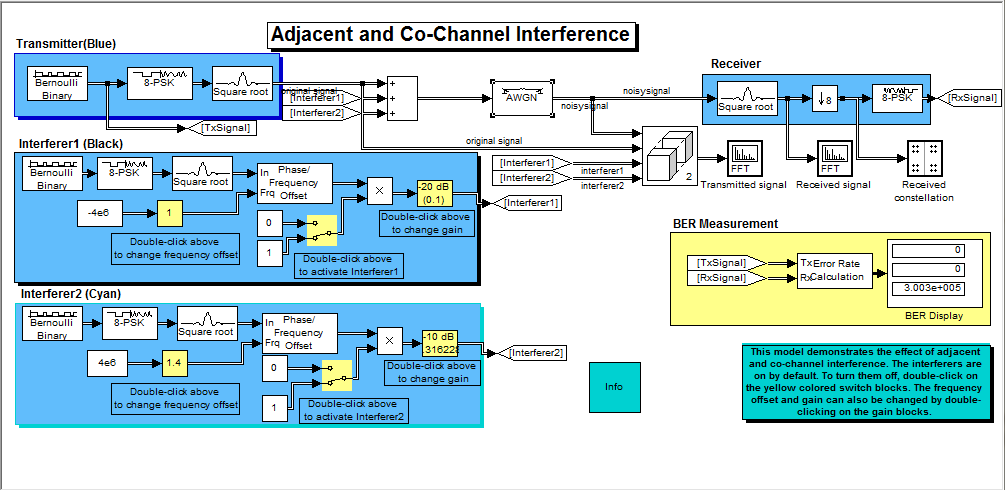 Adjacent and Co-Channel Interference
Transmitter(Blue)
Bernoulli
Binary
8-PSK
Square root
original signal
[Interferer1]
[Interferer2]
[TxSignal]
+
+
+
AWGN
noisysignal
noisysignal
Receiver
Square root
↓8
8-PSK
[RxSignal]
original signal
[Interferer1]
[Interferer2]
interferer1
interferer2
2
FFT
Transmitted signal
FFT
Received signal
Received
constellation
Interferer1 (Black)
Bernoulli
Binary
8-PSK
Square root
In
Phase/
Frequency
Frq
Offset
×
-20 dB
(0.1)
[Interferer1]
-4e6
1
0
1
Double-click above
to change frequency offset
Double-click above
to change gain
Double-click above
to activate Interferer1
Interferer2 (Cyan)
Bernoulli
Binary
8-PSK
Square root
In
Phase/
Frequency
Frq
Offset
×
-10 dB
.316228
[Interferer2]
4e6
1.4
0
1
Double-click above
to change frequency offset
Double-click above
to change gain
Double-click above
to activate Interferer2
BER Measurement
[TxSignal]
[RxSignal]
Tx
Error Rate
Rx
Calculation
0
0
3.003e+005
BER Display
Info
This model demonstrates the effect of adjacent
and co-channel interference. The interferers are
on by default. To turn them off, double-click on
the yellow colored switch blocks. The frequency
offset and gain can also be changed by double-
clicking on the gain blocks.